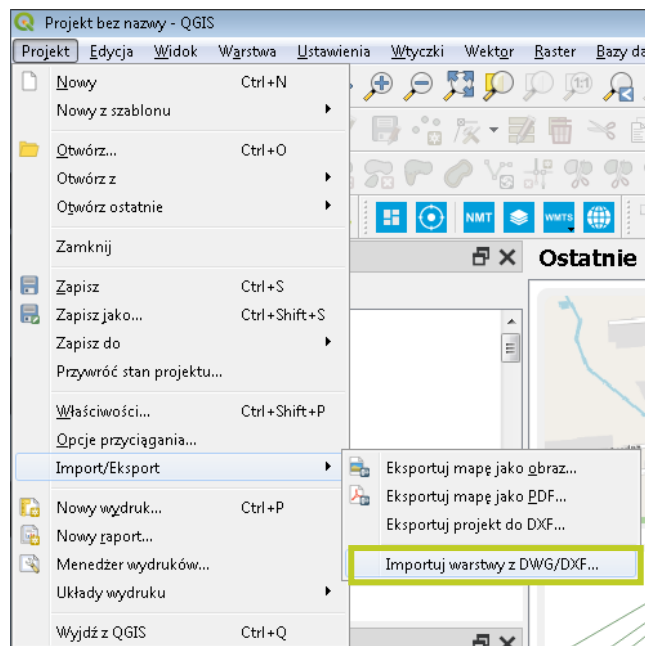 Projekt bez nazwy - QGIS
Projekt Edycja Widok Warstwa Ustawienia Wtyczki Wektor Raster Bazy da
Nowy Ctrl+N
Nowy z szablonu
1:1
Otwórz... Ctrl+O
Otwórz z
Otwórz ostatnie
NMT WMTS
Zamknij
Ostatnie
Zapisz Ctrl+S
Zapisz jako... Ctrl+Shift+S
Zapisz do
Przywróć stan projektu...
Właściwości... Ctrl+Shift+P
Opcje przyciągania...
Import/Eksport
Eksportuj mapę jako obraz...
Eksportuj mapę jako PDF...
Eksportuj projekt do DXF...
Importuj warstwy z DWG/DXF...
Nowy wydruk... Ctrl+P
Nowy raport...
Menedżer wydruków...
Układy wydruku
Wyjdź z QGIS Ctrl+Q